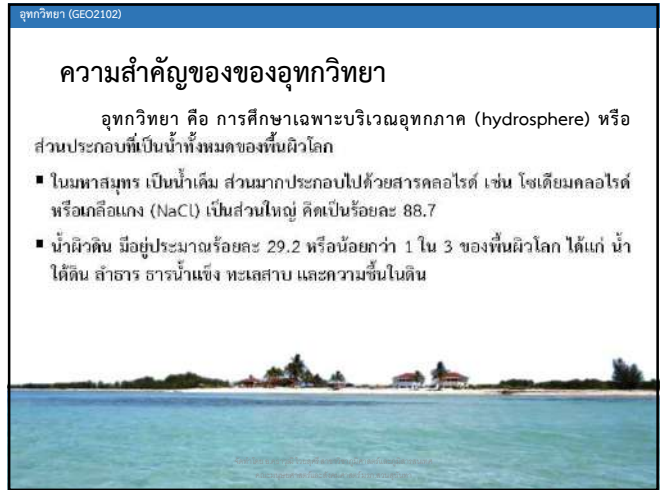 อุทกวิทยา (GEO2102)
ความสำคัญของของอุทกวิทยา
อุทกวิทยา คือ การศึกษาเฉพาะบริเวณอุทกภาค (hydrosphere) หรือ
ส่วนประกอบที่เป็นน้ำทั้งหมดของพื้นผิวโลก
▪ ในมหาสมุทร เป็นน้ำเค็ม ส่วนมากประกอบไปด้วยสารคลอไรด์ เช่น โซเดียมคลอไรด์
หรือเกลือแกง (NaCl) เป็นส่วนใหญ่ คิดเป็นร้อยละ 88.7
▪ น้ำผิวดิน มีอยู่ประมาณร้อยละ 29.2 หรือน้อยกว่า 1 ใน 3 ของพื้นผิวโลก ได้แก่ น้ำ
ใต้ดิน ลำธาร ธารน้ำแข็ง ทะเลสาบ และความชื้นในดิน